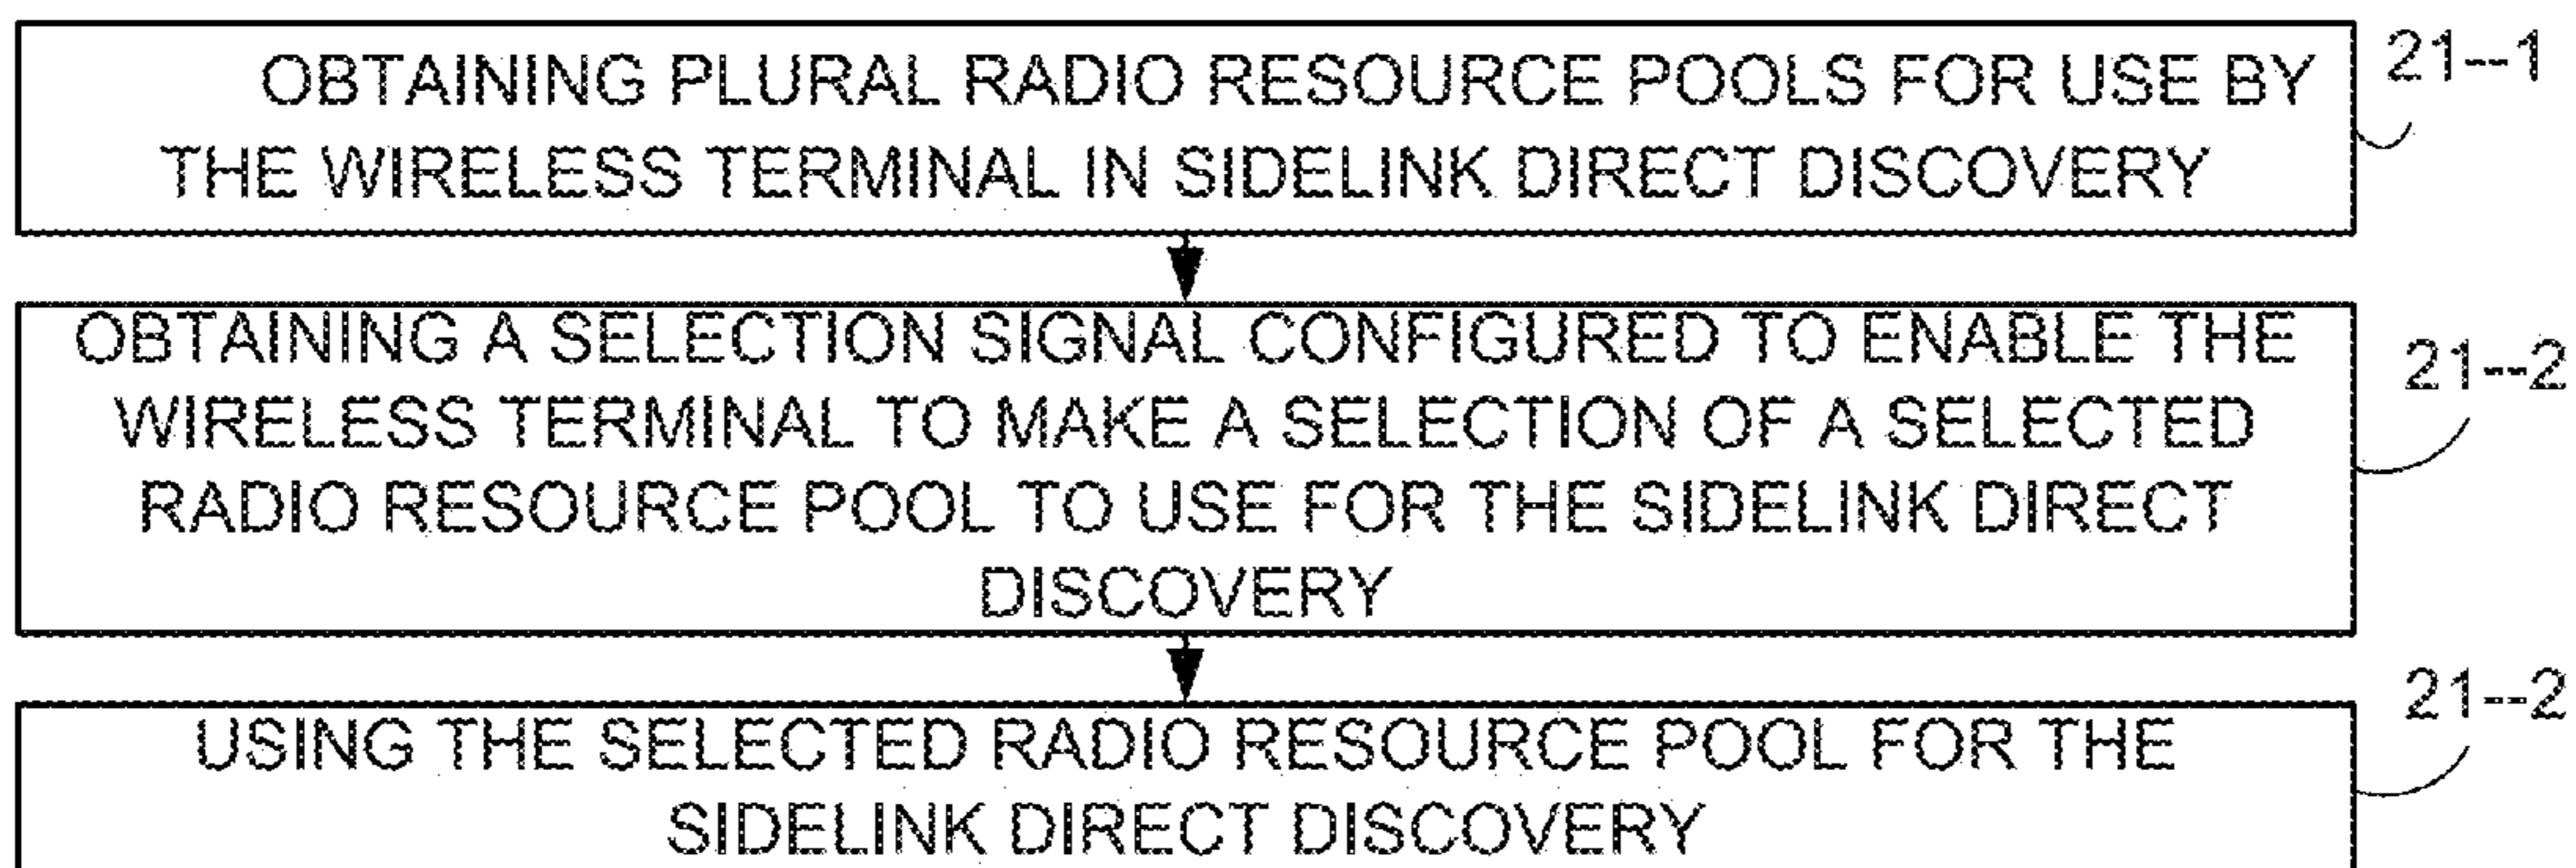 OBTAINING PLURAL RADIO RESOURCE POOLS FOR USE BY
THE WIRELESS TERMINAL IN SIDELINK DIRECT DISCOVERY
21--1
OBTAINING A SELECTION SIGNAL CONFIGURED TO ENABLE THE
WIRELESS TERMINAL TO MAKE A SELECTION OF A SELECTED
RADIO RESOURCE POOL TO USE FOR THE SIDELINK DIRECT
DISCOVERY
21--2
USING THE SELECTED RADIO RESOURCE POOL FOR THE
SIDELINK DIRECT DISCOVERY
21--2